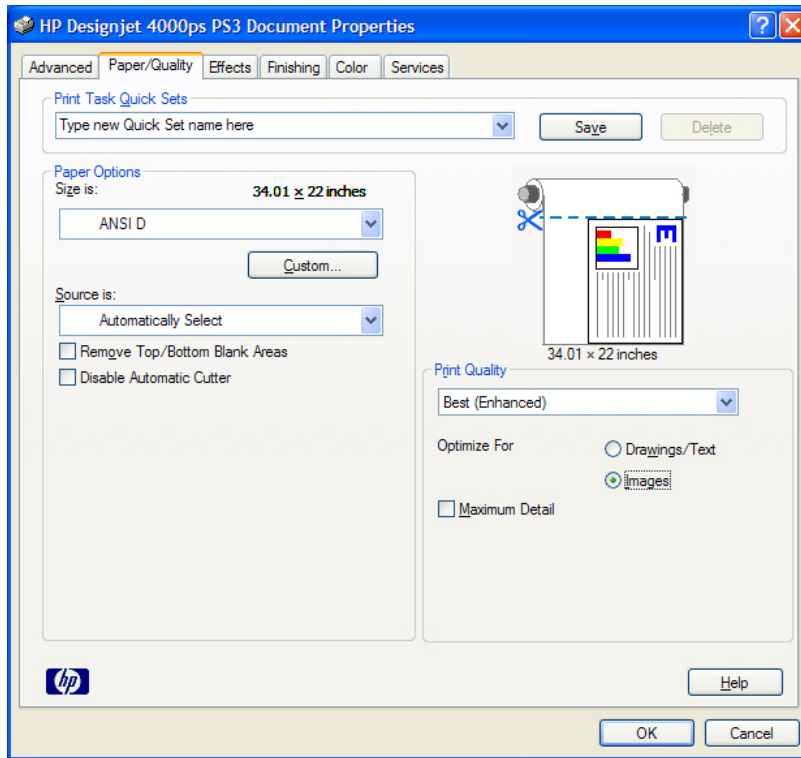 HP Designjet 4000ps PS3 Document Properties
Advanced Paper/Quality Effects Finishing Color Services
Print Task Quick Sets
Type new Quick Set name here
Save
Delete
Paper Options
Size is:
34.01 x 22 inches
ANSI D
Custom...
Source is:
Automatically Select
Remove Top/Bottom Blank Areas
Disable Automatic Cutter
E
34.01 × 22 inches
Print Quality
Best (Enhanced)
Optimize For
Drawings/Text
Images
Maximum Detail
hp
Help
OK
Cancel